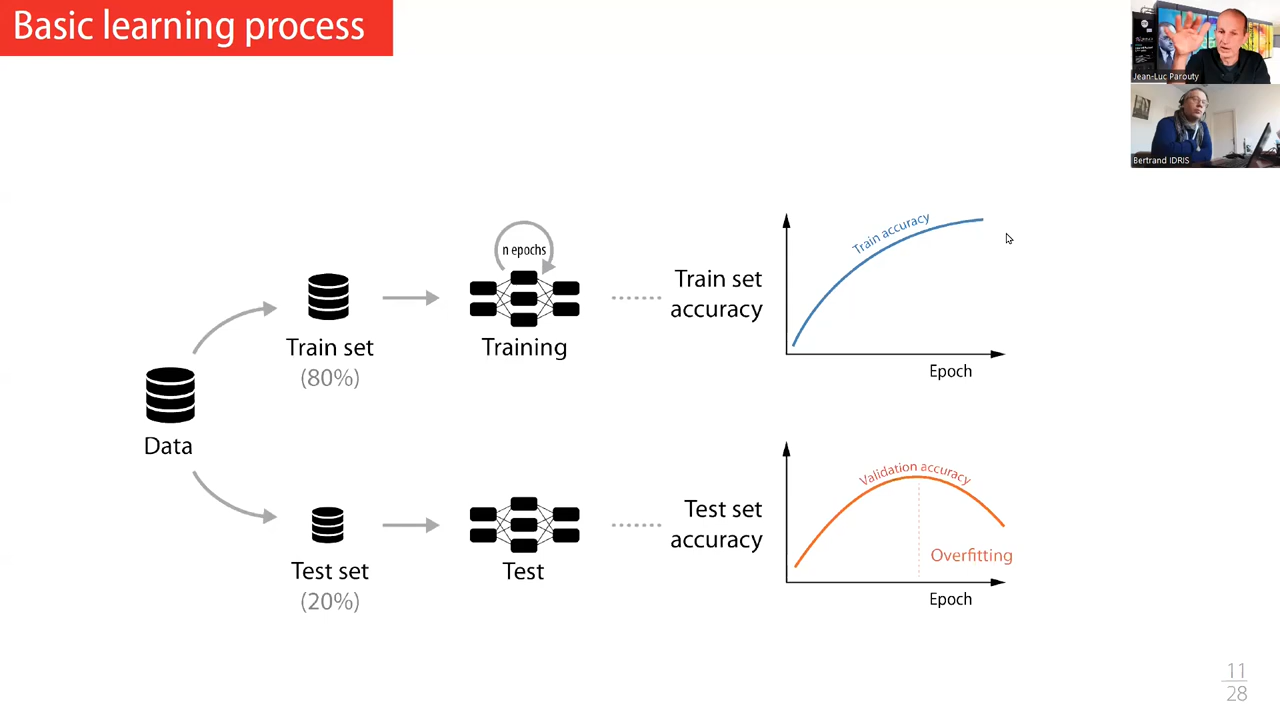 Basic learning process
Jean-Luc Parouty
Bertrand IDRIS
n epochs
Train set
(80%)
Training
Train set
accuracy
Train accuracy
Epoch
Data
Test set
(20%)
Test
Test set
accuracy
Validation accuracy
Overfitting
Epoch
11
28